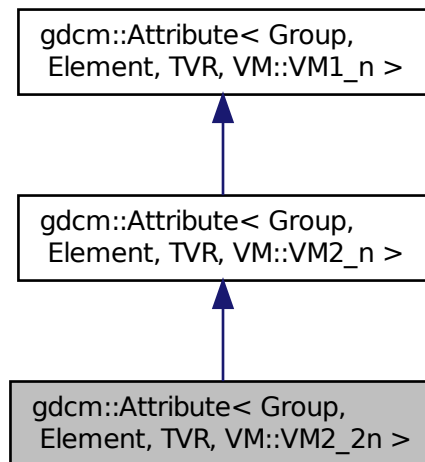 gdcm::Attribute< Group,
Element, TVR, VM::VM1_n >
gdcm::Attribute< Group,
Element, TVR, VM::VM2_n >
gdcm::Attribute< Group,
Element, TVR, VM::VM2_2n >